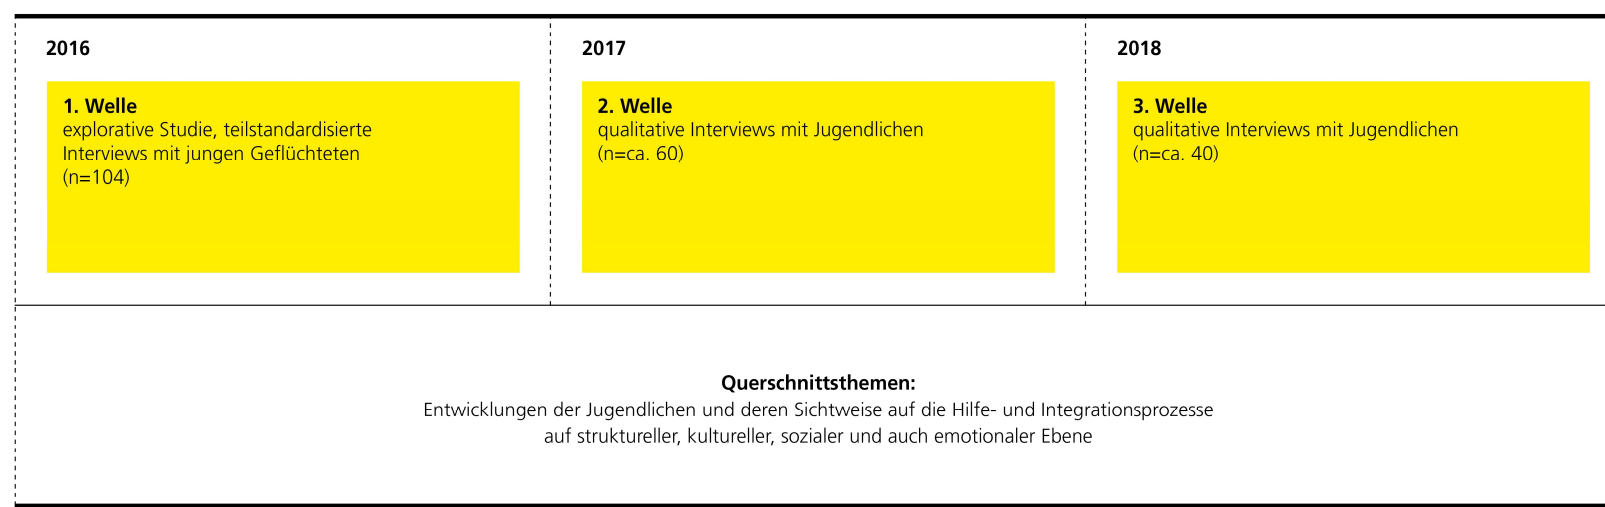 2016
1. Welle
explorative Studie, teilstandardisierte
Interviews mit jungen Geflüchteten
(n=104)
2017
2. Welle
qualitative Interviews mit Jugendlichen
(n=ca. 60)
2018
3. Welle
qualitative Interviews mit Jugendlichen
(n=ca. 40)
Querschnittsthemen:
Entwicklungen der Jugendlichen und deren Sichtweise auf die Hilfe- und Integrationsprozesse
auf struktureller, kultureller, sozialer und auch emotionaler Ebene